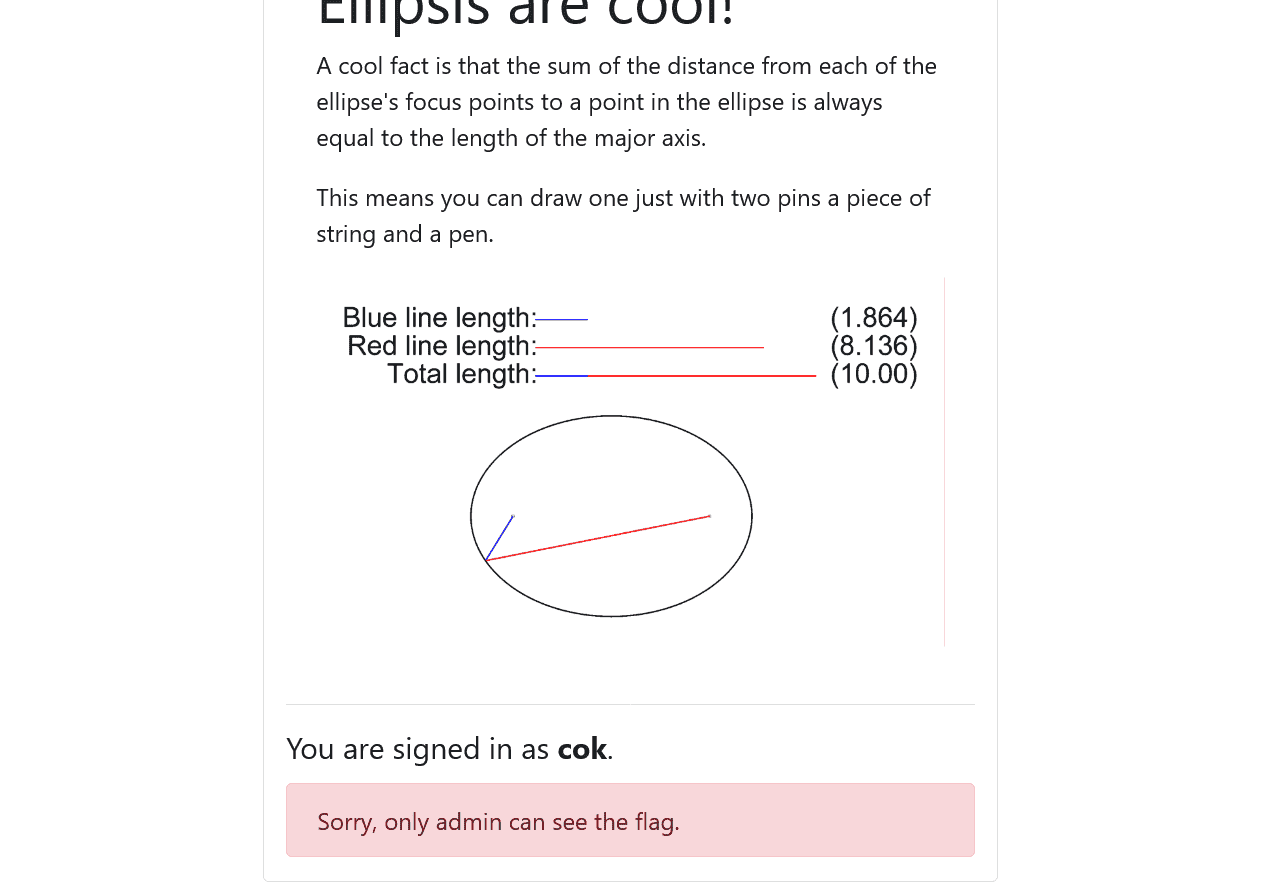 Ellipsis are cool!
A cool fact is that the sum of the distance from each of the
ellipse's focus points to a point in the ellipse is always
equal to the length of the major axis.
This means you can draw one just with two pins a piece of
string and a pen.
Blue line length: (1.864)
Red line length: (8.136)
Total length: (10.00)
You are signed in as cok.
Sorry, only admin can see the flag.